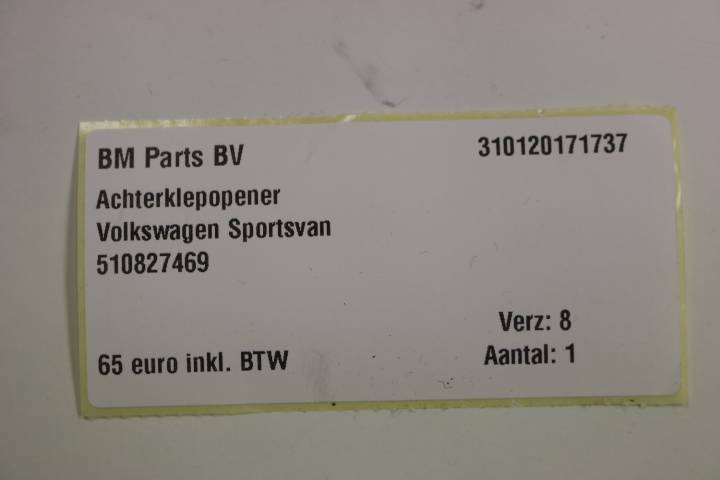 BM Parts BV 310120171737
Achterklepopener
Volkswagen Sportsvan
510827469
Verz: 8
65 euro inkl. BTW Aantal: 1